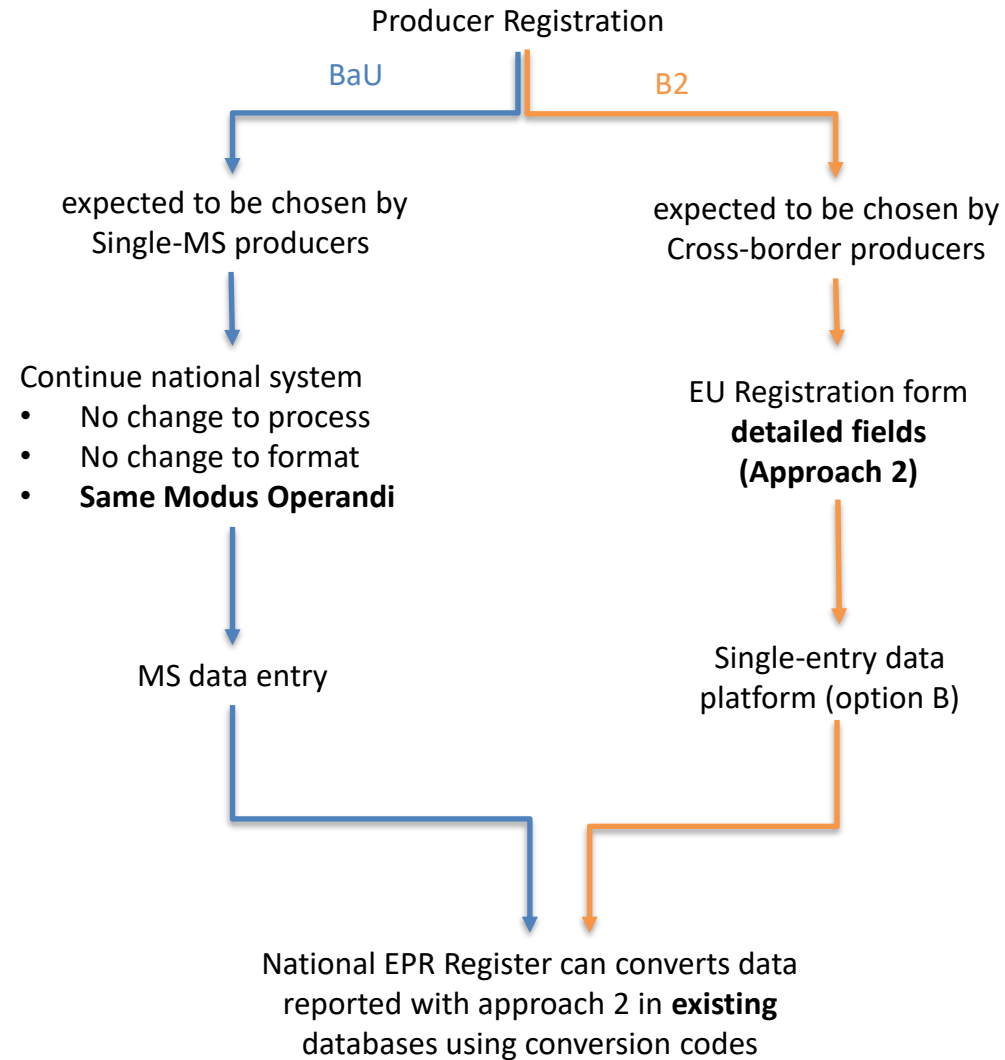 Producer Registration
BaU
B2
expected to be chosen by
Single-MS producers
expected to be chosen by
Cross-border producers
Continue national system
• No change to process
• No change to format
• Same Modus Operandi
EU Registration form
detailed fields
(Approach 2)
MS data entry
Single-entry data
platform (option B)
National EPR Register can converts data
reported with approach 2 in existing
databases using conversion codes